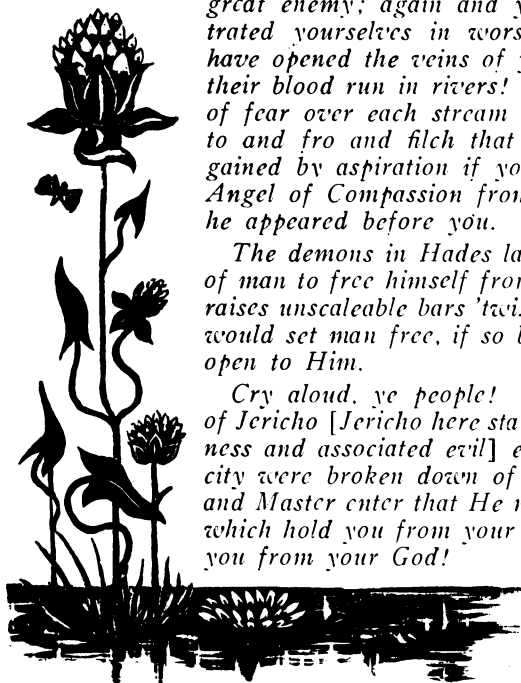 great enemy; again and y
trated yourselves in wors
have opened the veins of
their blood run in rivers!
of fear over each stream
to and fro and filch that
gained by aspiration if yo
Angel of Compassion from
he appeared before you.
The demons in Hades la
of man to free himself from
raises unscaleable bars 'twi
would set man free, if so b
open to Him.
Cry aloud, ye people!
of Jericho [Jericho here sta
ness and associated evil] e
city were broken down of
and Master enter that He
which hold you from your
you from your God!